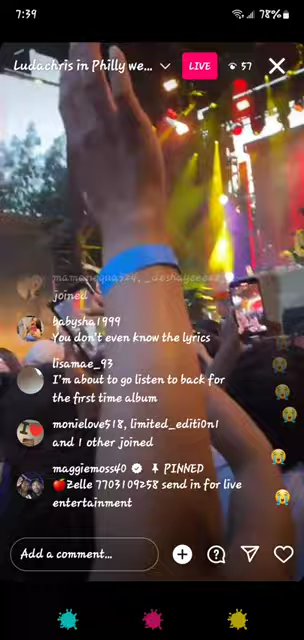 7:39
78%
Ludachris in Philly we...
LIVE
57
mamamequa524, _deshayeeeez_
joined
babysha1999
You don't even know the lyrics
lisamae_93
I'm about to go listen to back for
the first time album
monielove518, limited_editi0n1
and 1 other joined
maggiemoss40 PINNED
🍎Zelle 7703109258 send in for live
entertainment
Add a comment...